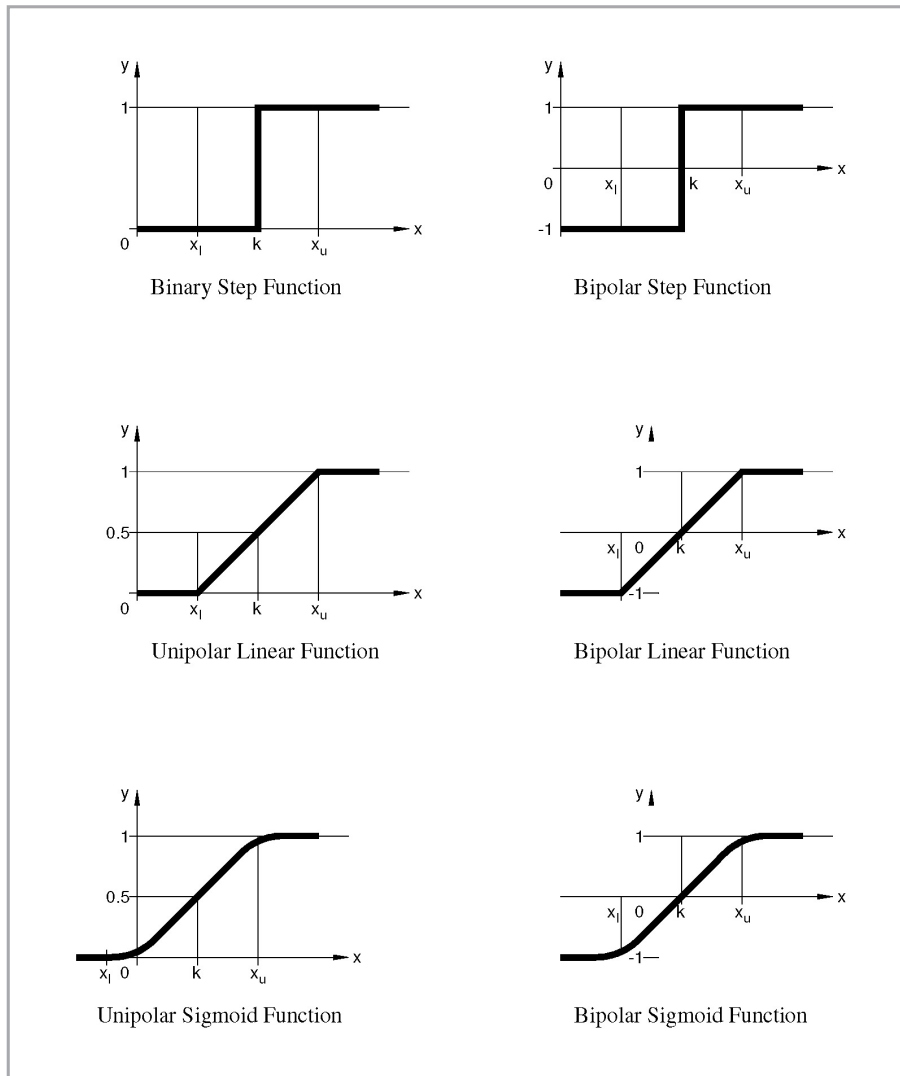 y
1
0
x_l
k
x_u
x
Binary Step Function
y
1
0
x_l
k
x_u
x
-1
Bipolar Step Function
y
1
0.5
0
x_l
k
x_u
x
Unipolar Linear Function
y
1
x_l
0
k
x_u
x
-1
Bipolar Linear Function
y
1
0.5
x_l
0
k
x_u
x
Unipolar Sigmoid Function
y
1
x_l
0
k
x_u
x
-1
Bipolar Sigmoid Function